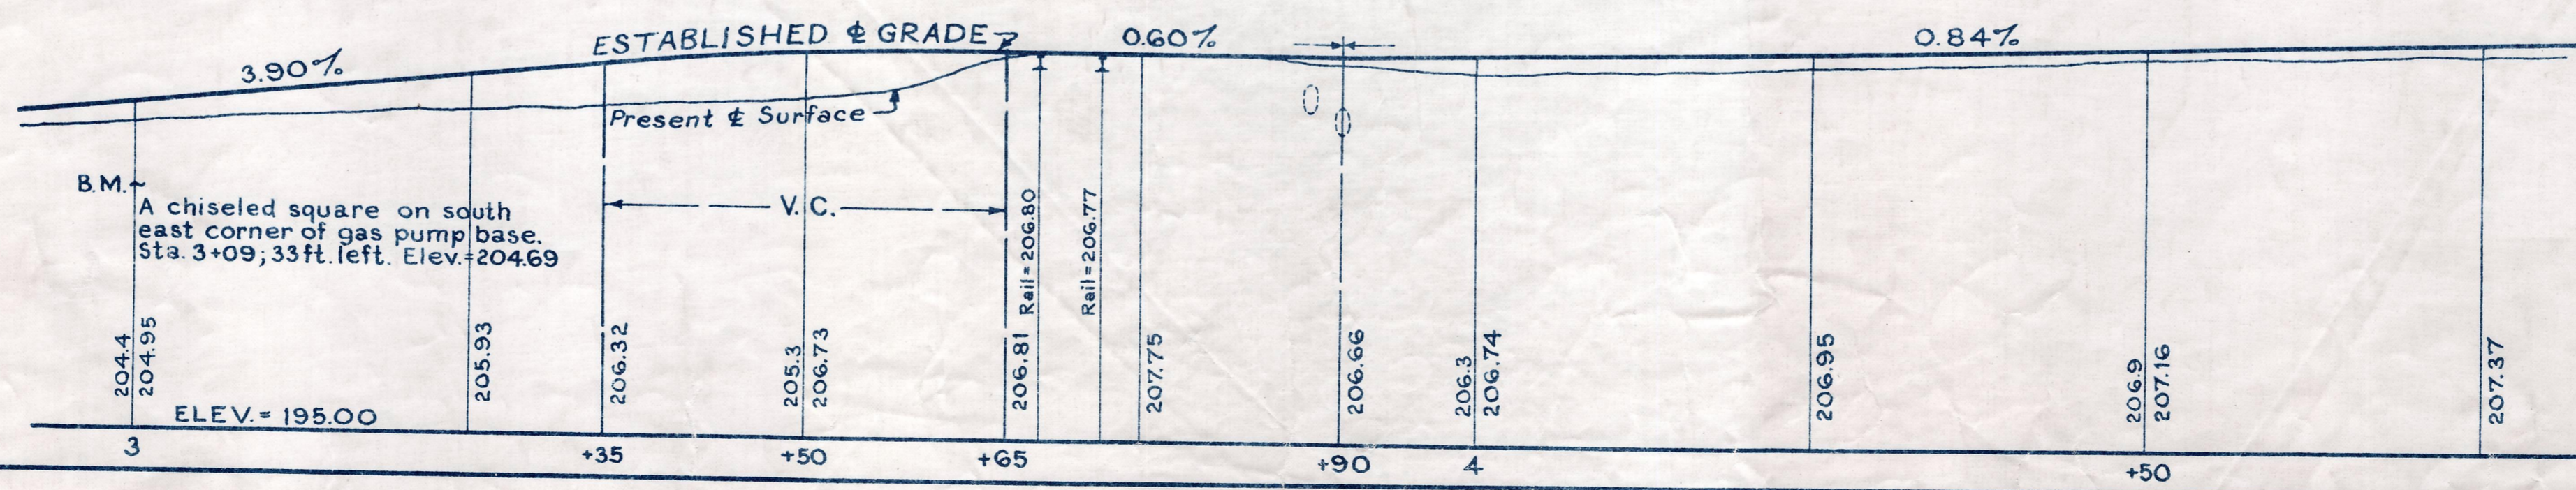 ESTABLISHED ℄ GRADE
3.90%
0.60%
0.84%
Present ℄ Surface
B.M.~
A chiseled square on south
east corner of gas pump base.
Sta. 3+09; 33 ft. left. Elev.=204.69
V.C.
Rail = 206.80
Rail = 206.77
204.4
204.95
205.93
206.32
205.3
206.73
206.81
207.75
206.66
206.3
206.74
206.95
206.9
207.16
207.37
ELEV. = 195.00
3
+35
+50
+65
+90
4
+50